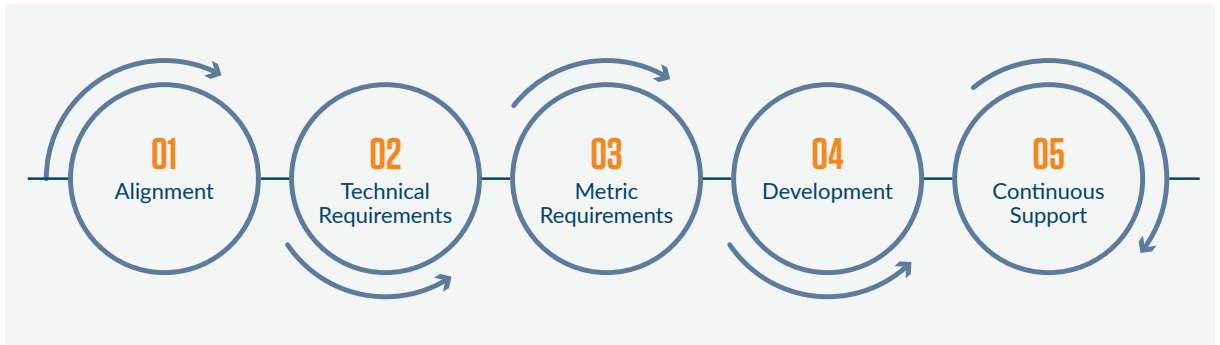 01
Alignment
02
Technical
Requirements
03
Metric
Requirements
04
Development
05
Continuous
Support